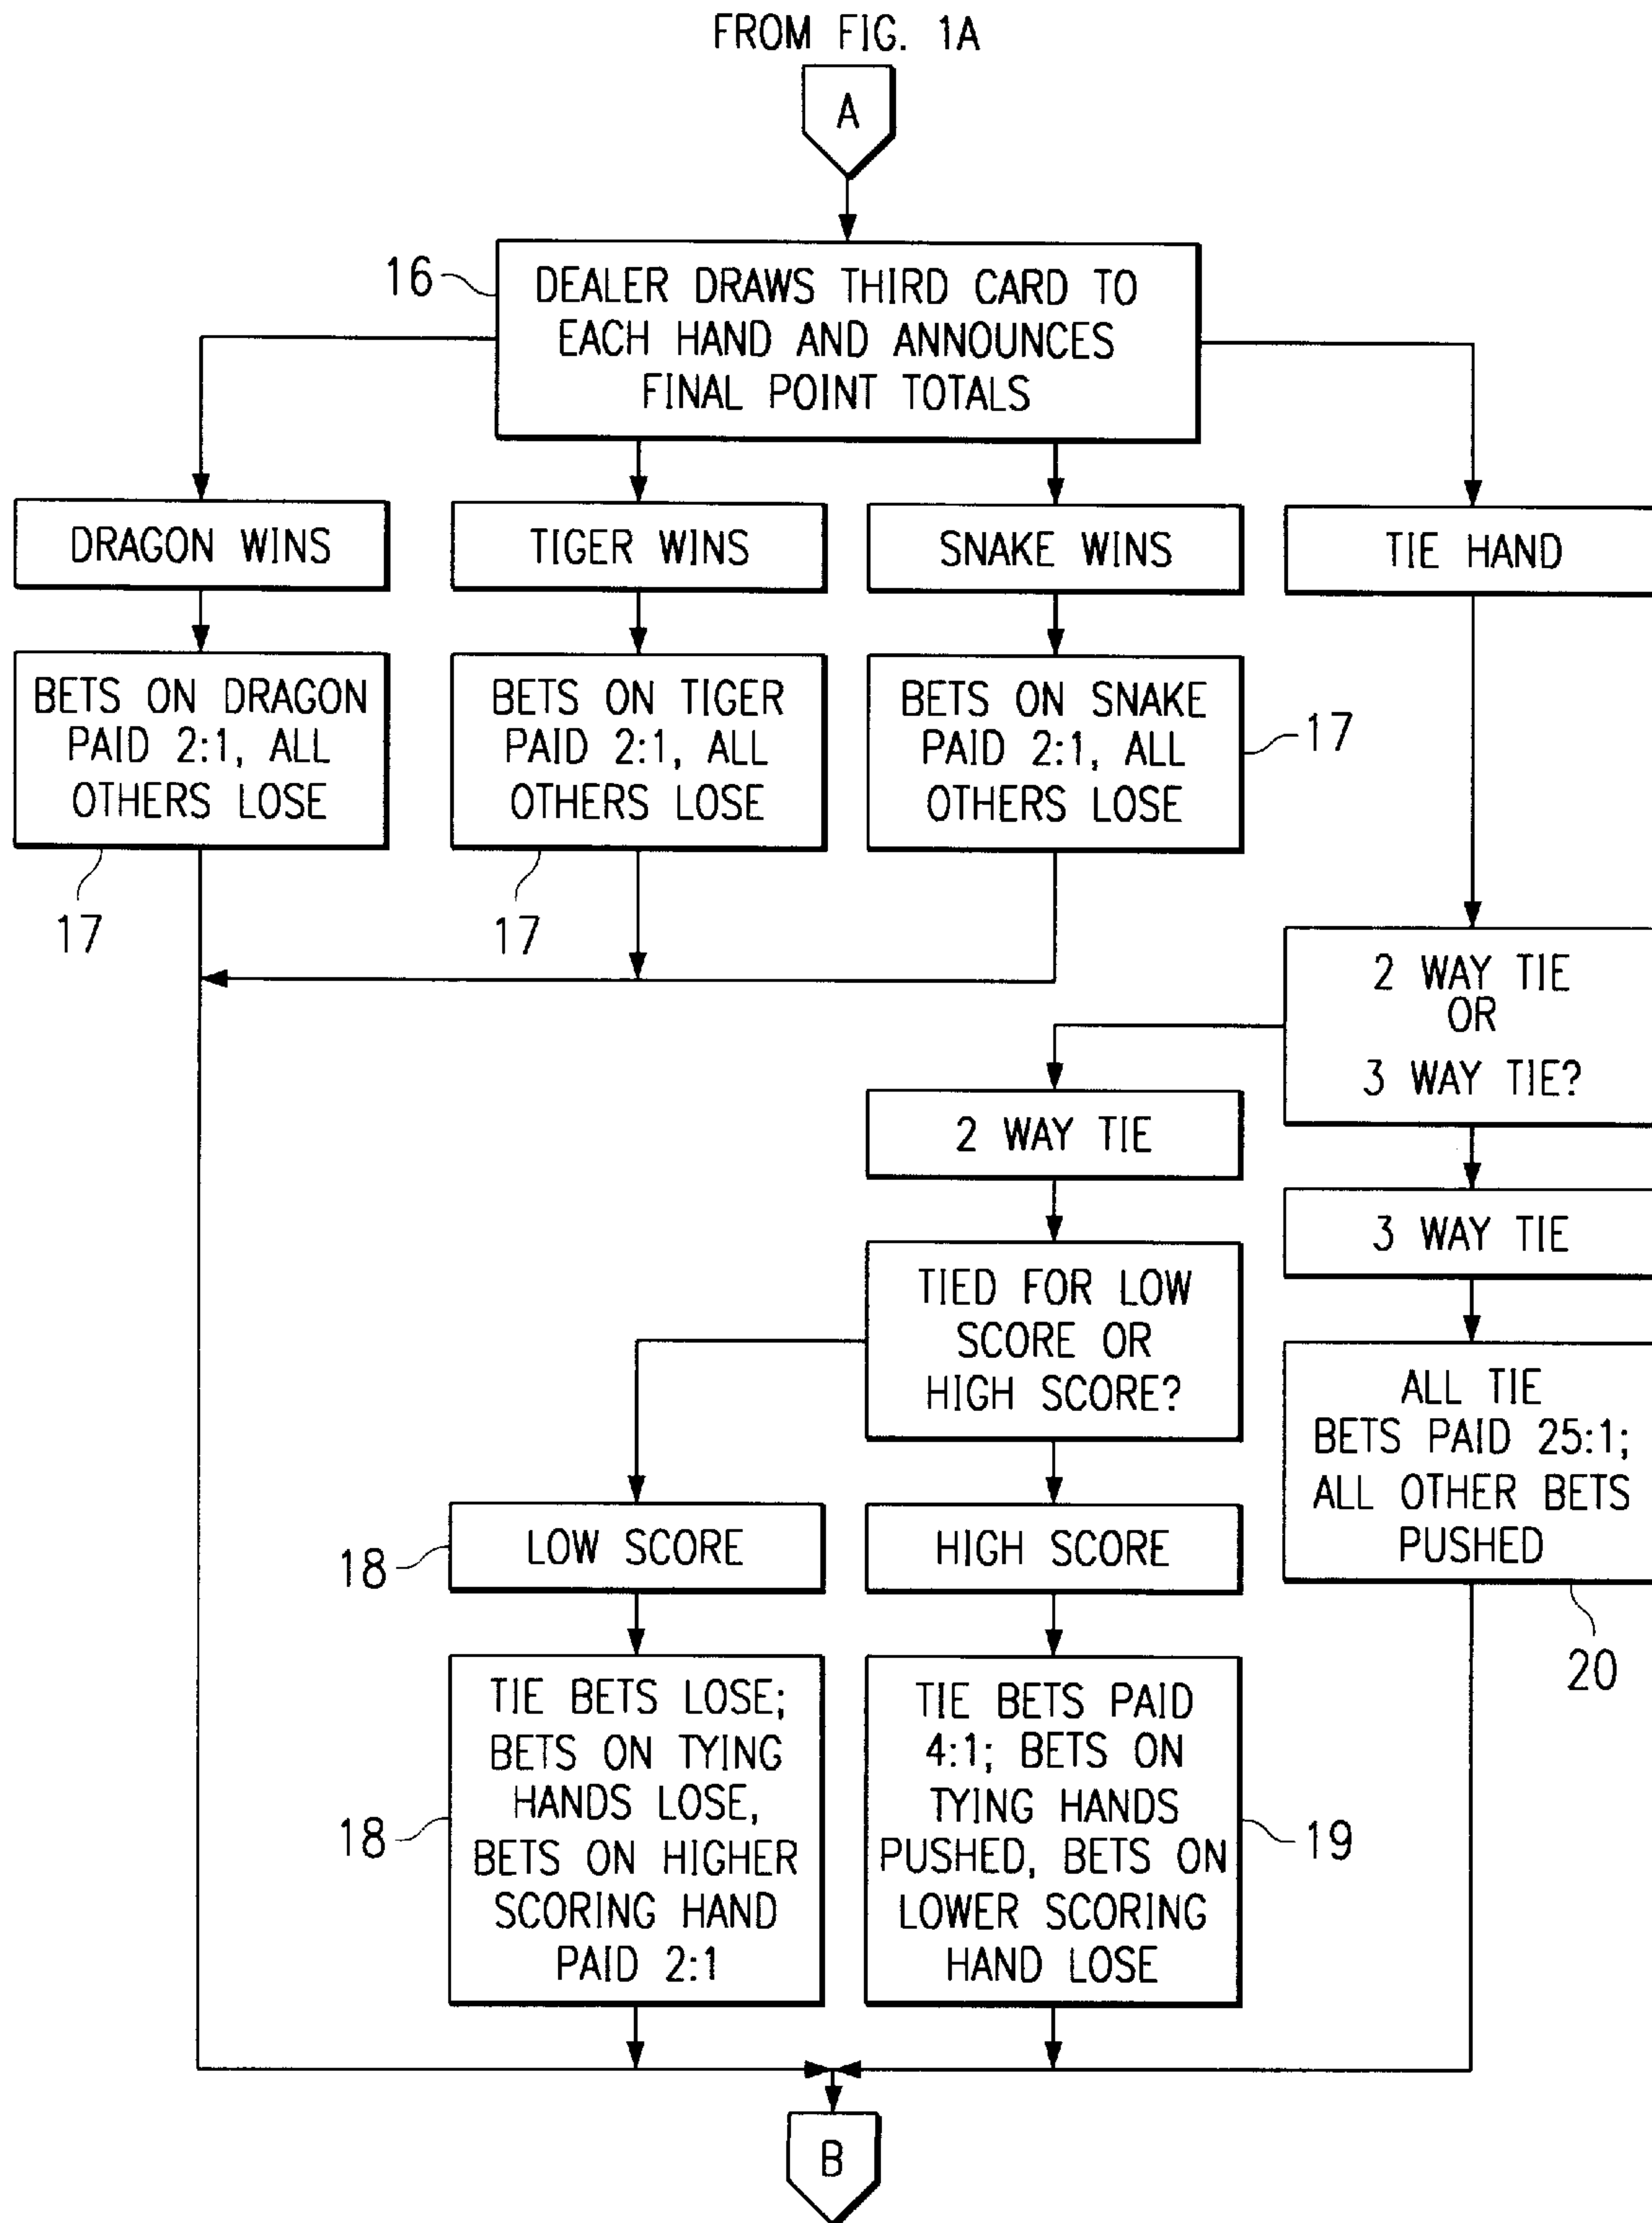 FROM FIG. 1A
A
16
DEALER DRAWS THIRD CARD TO
EACH HAND AND ANNOUNCES
FINAL POINT TOTALS
DRAGON WINS
TIGER WINS
SNAKE WINS
TIE HAND
BETS ON DRAGON
PAID 2:1, ALL
OTHERS LOSE
17
BETS ON TIGER
PAID 2:1, ALL
OTHERS LOSE
17
BETS ON SNAKE
PAID 2:1, ALL
OTHERS LOSE
17
2 WAY TIE
OR
3 WAY TIE?
2 WAY TIE
3 WAY TIE
TIED FOR LOW
SCORE OR
HIGH SCORE?
ALL TIE
BETS PAID 25:1;
ALL OTHER BETS
PUSHED
20
18
LOW SCORE
HIGH SCORE
18
TIE BETS LOSE;
BETS ON TYING
HANDS LOSE,
BETS ON HIGHER
SCORING HAND
PAID 2:1
TIE BETS PAID
4:1; BETS ON
TYING HANDS
PUSHED, BETS ON
LOWER SCORING
HAND LOSE
19
B